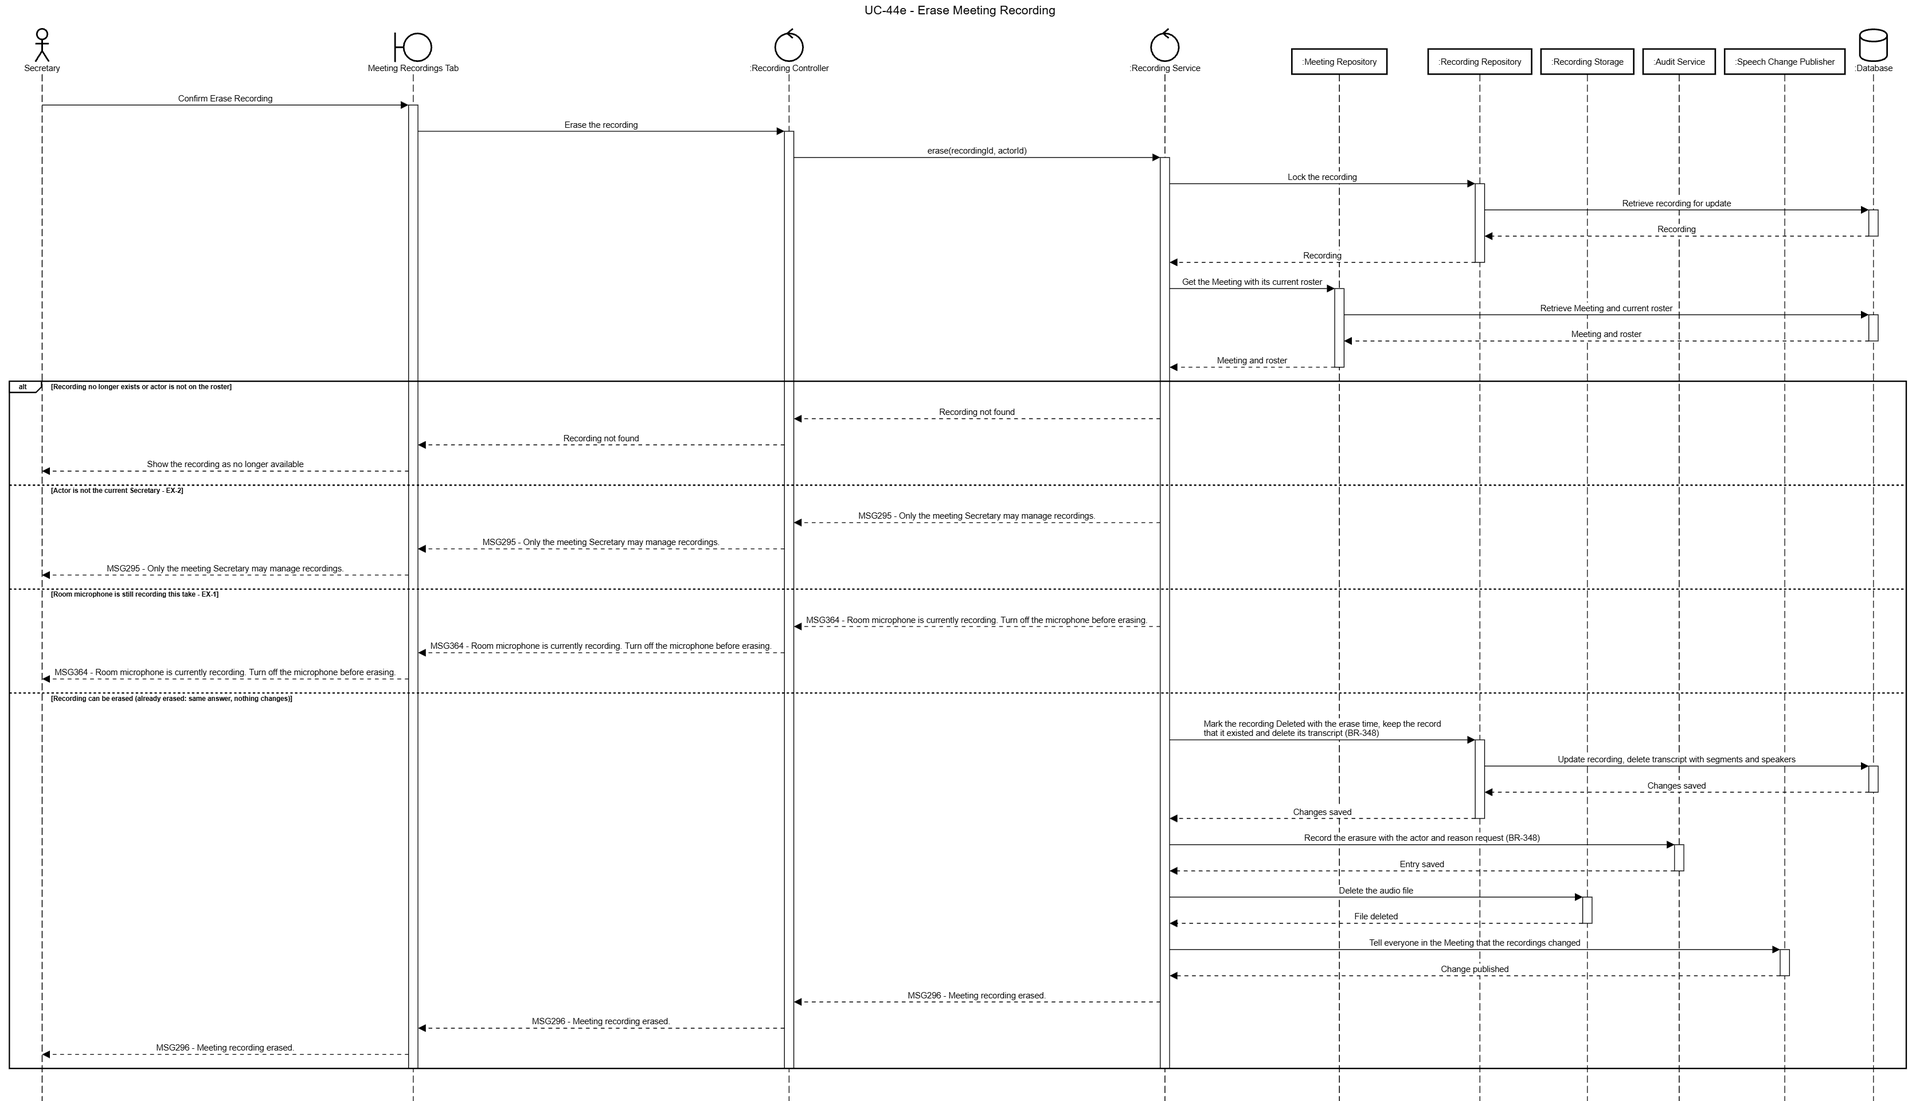 UC-44e - Erase Meeting Recording
Secretary
Meeting Recordings Tab
:Recording Controller
:Recording Service
:Meeting Repository
:Recording Repository
:Recording Storage
:Audit Service
:Speech Change Publisher
:Database
Confirm Erase Recording
Erase the recording
erase(recordingId, actorId)
Lock the recording
Retrieve recording for update
Recording
Recording
Get the Meeting with its current roster
Retrieve Meeting and current roster
Meeting and roster
Meeting and roster
alt
[Recording no longer exists or actor is not on the roster]
Recording not found
Recording not found
Show the recording as no longer available
[Actor is not the current Secretary - EX-2]
MSG295 - Only the meeting Secretary may manage recordings.
MSG295 - Only the meeting Secretary may manage recordings.
MSG295 - Only the meeting Secretary may manage recordings.
[Room microphone is still recording this take - EX-1]
MSG364 - Room microphone is currently recording. Turn off the microphone before erasing.
MSG364 - Room microphone is currently recording. Turn off the microphone before erasing.
MSG364 - Room microphone is currently recording. Turn off the microphone before erasing.
[Recording can be erased (already erased: same answer, nothing changes)]
Mark the recording Deleted with the erase time, keep the record
that it existed and delete its transcript (BR-348)
Update recording, delete transcript with segments and speakers
Changes saved
Changes saved
Record the erasure with the actor and reason request (BR-348)
Entry saved
Delete the audio file
File deleted
Tell everyone in the Meeting that the recordings changed
Change published
MSG296 - Meeting recording erased.
MSG296 - Meeting recording erased.
MSG296 - Meeting recording erased.